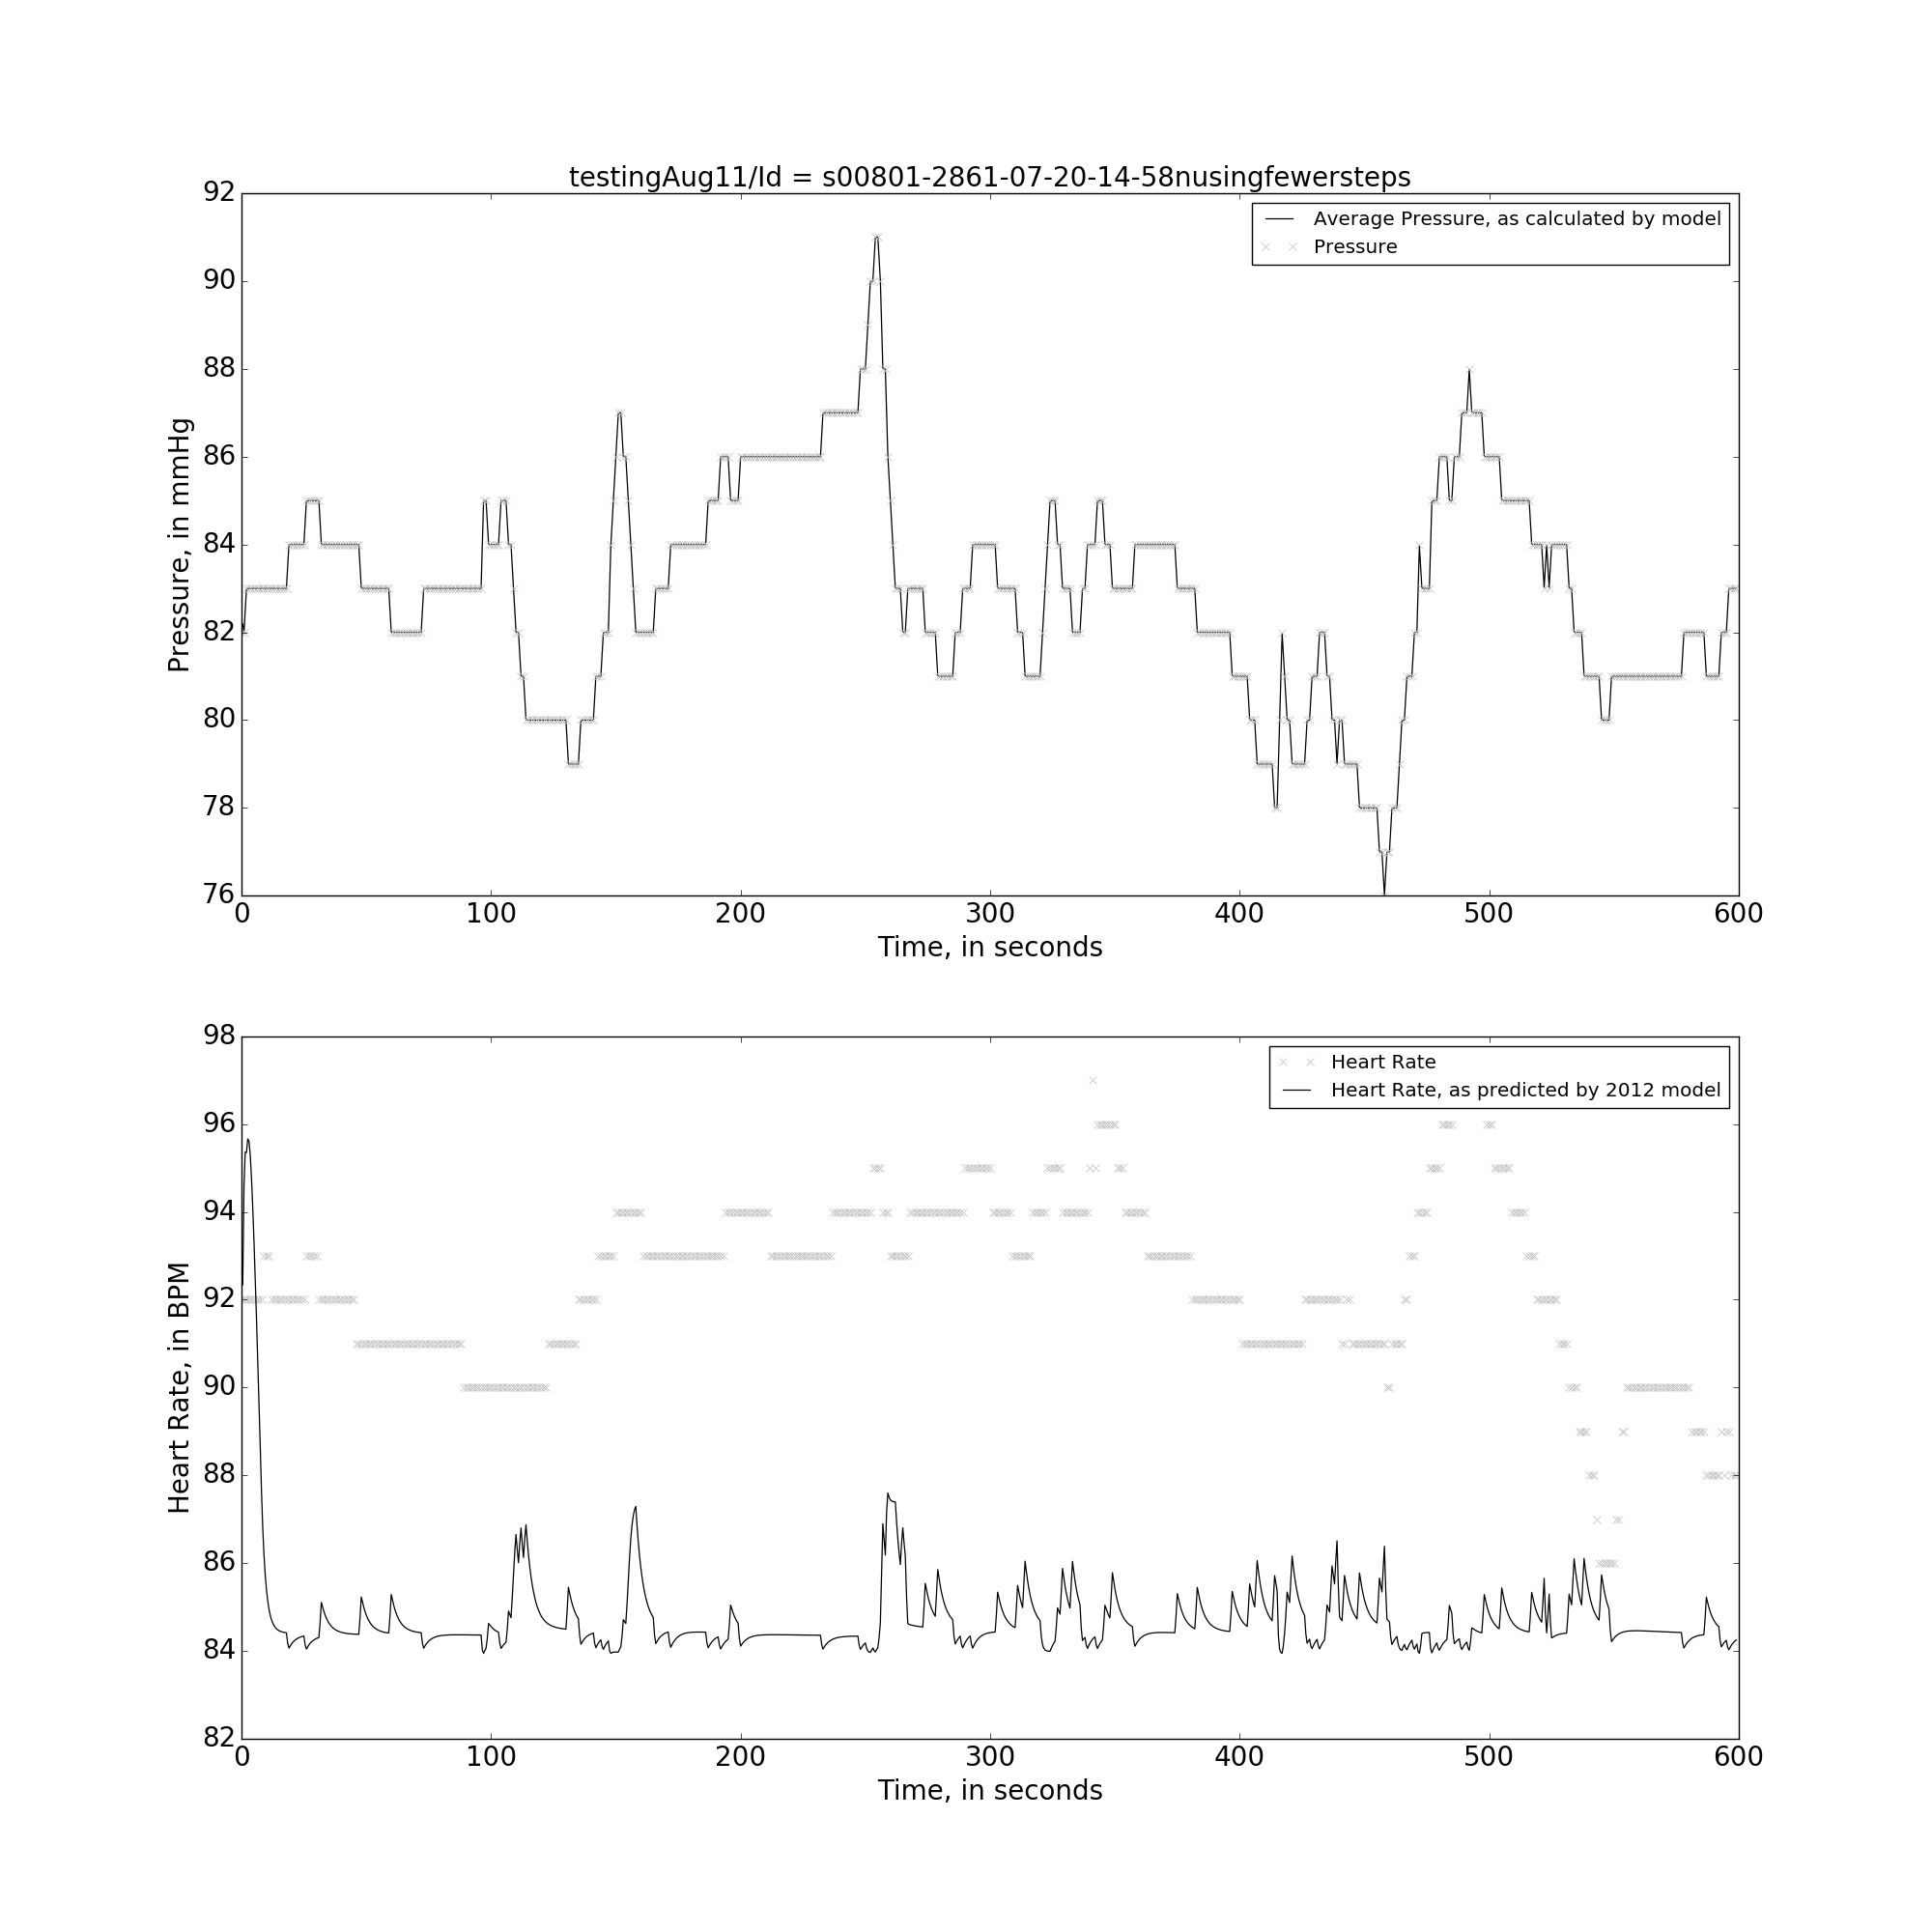 testingAug11/Id = s00801-2861-07-20-14-58nusingfewersteps
92
90
88
86
84
82
80
78
76
Pressure, in mmHg
Average Pressure, as calculated by model
Pressure
0 100 200 300 400 500 600
Time, in seconds
98
96
94
92
90
88
86
84
82
Heart Rate, in BPM
Heart Rate
Heart Rate, as predicted by 2012 model
0 100 200 300 400 500 600
Time, in seconds